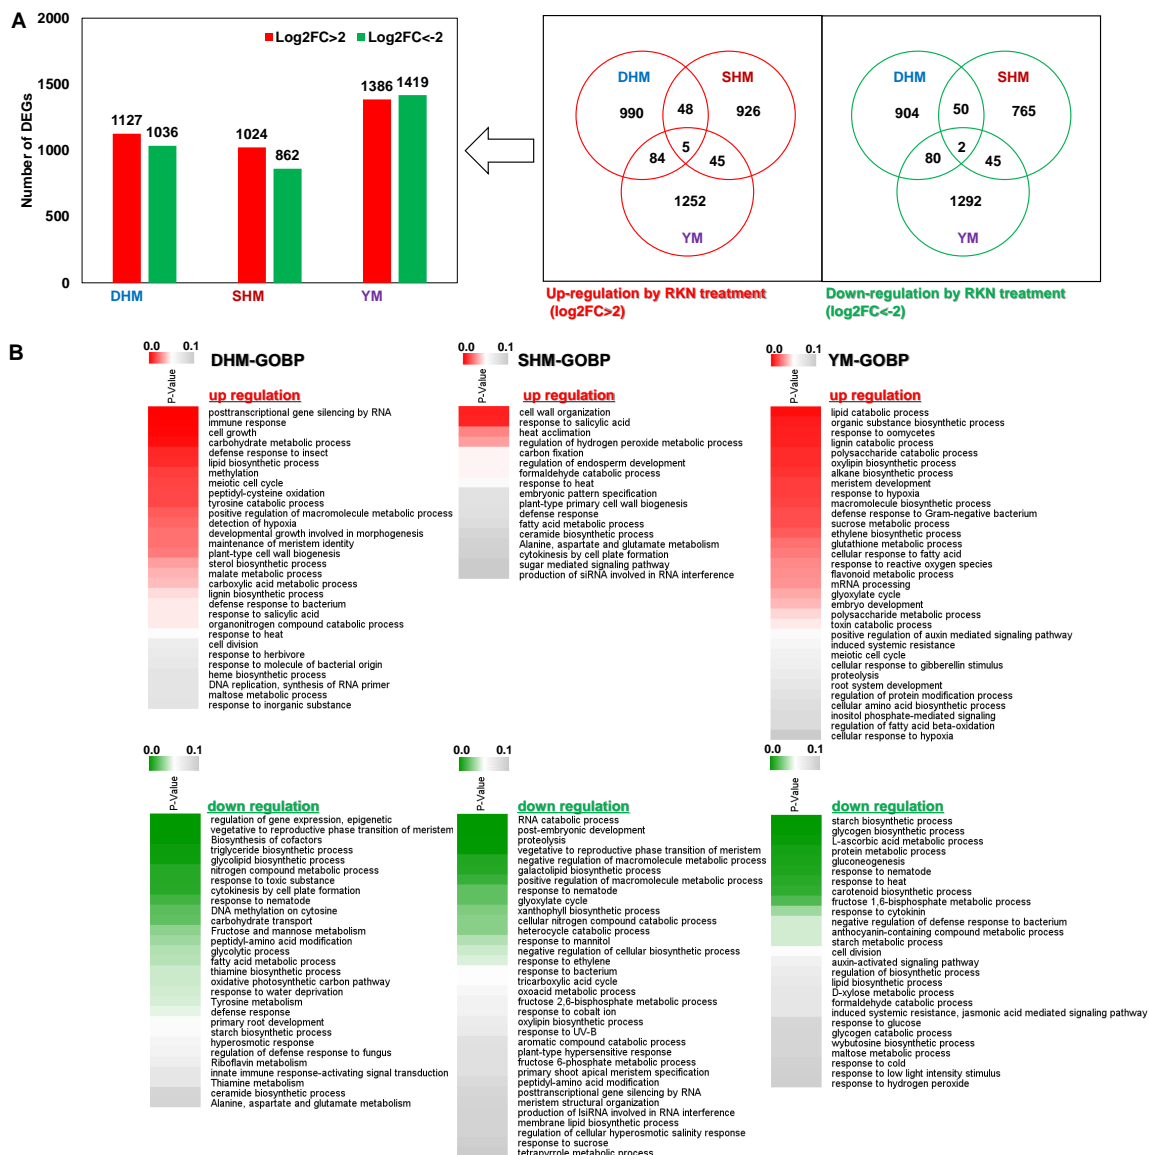 A
2000
1500
1000
500
0
Number of DEGs
Log2FC>2
Log2FC<-2
1127
1036
1024
862
1386
1419
DHM
SHM
YM
DHM
SHM
990
48
926
5
84
45
1252
YM
Up-regulation by RKN treatment
(log2FC>2)
DHM
SHM
904
50
765
2
80
45
1292
YM
Down-regulation by RKN treatment
(log2FC<-2)
B
0.0
0.1
P-Value
DHM-GOBP
up regulation
posttranscriptional gene silencing by RNA
immune response
cell growth
carbohydrate metabolic process
defense response to insect
lipid biosynthetic process
methylation
meiotic cell cycle
peptidyl-cysteine oxidation
tyrosine catabolic process
positive regulation of macromolecule metabolic process
detection of hypoxia
developmental growth involved in morphogenesis
maintenance of meristem identity
plant-type cell wall biogenesis
sterol biosynthetic process
malate metabolic process
carboxylic acid metabolic process
lignin biosynthetic process
defense response to bacterium
response to salicylic acid
organonitrogen compound catabolic process
response to heat
cell division
response to herbivore
response to molecule of bacterial origin
heme biosynthetic process
DNA replication, synthesis of RNA primer
maltose metabolic process
response to inorganic substance
0.0
0.1
P-Value
SHM-GOBP
up regulation
cell wall organization
response to salicylic acid
heat acclimation
regulation of hydrogen peroxide metabolic process
carbon fixation
regulation of endosperm development
formaldehyde catabolic process
response to heat
embryonic pattern specification
plant-type primary cell wall biogenesis
defense response
fatty acid metabolic process
ceramide biosynthetic process
Alanine, aspartate and glutamate metabolism
cytokinesis by cell plate formation
sugar mediated signaling pathway
production of siRNA involved in RNA interference
0.0
0.1
P-Value
YM-GOBP
up regulation
lipid catabolic process
organic substance biosynthetic process
response to oomycetes
lignin catabolic process
polysaccharide catabolic process
oxylipin biosynthetic process
alkane biosynthetic process
meristem development
response to hypoxia
macromolecule biosynthetic process
defense response to Gram-negative bacterium
sucrose metabolic process
ethylene biosynthetic process
glutathione metabolic process
cellular response to fatty acid
response to reactive oxygen species
flavonoid metabolic process
mRNA processing
glyoxylate cycle
embryo development
polysaccharide metabolic process
toxin catabolic process
positive regulation of auxin mediated signaling pathway
induced systemic resistance
meiotic cell cycle
cellular response to gibberellin stimulus
proteolysis
root system development
regulation of protein modification process
cellular amino acid biosynthetic process
inositol phosphate-mediated signaling
regulation of fatty acid beta-oxidation
cellular response to hypoxia
0.0
0.1
P-Value
down regulation
regulation of gene expression, epigenetic
vegetative to reproductive phase transition of meristem
Biosynthesis of cofactors
triglyceride biosynthetic process
glycolipid biosynthetic process
nitrogen compound metabolic process
response to toxic substance
cytokinesis by cell plate formation
response to nematode
DNA methylation on cytosine
carbohydrate transport
Fructose and mannose metabolism
peptidyl-amino acid modification
glycolytic process
fatty acid metabolic process
thiamine biosynthetic process
oxidative photosynthetic carbon pathway
response to water deprivation
Tyrosine metabolism
defense response
primary root development
starch biosynthetic process
hyperosmotic response
regulation of defense response to fungus
Riboflavin metabolism
innate immune response-activating signal transduction
Thiamine metabolism
ceramide biosynthetic process
Alanine, aspartate and glutamate metabolism
0.0
0.1
P-Value
down regulation
RNA catabolic process
post-embryonic development
proteolysis
vegetative to reproductive phase transition of meristem
negative regulation of macromolecule metabolic process
galactolipid biosynthetic process
positive regulation of macromolecule metabolic process
response to nematode
glyoxylate cycle
xanthophyll biosynthetic process
cellular nitrogen compound catabolic process
heterocycle catabolic process
response to mannitol
negative regulation of cellular biosynthetic process
response to ethylene
response to bacterium
tricarboxylic acid cycle
oxoacid metabolic process
fructose 2,6-bisphosphate metabolic process
response to cobalt ion
oxylipin biosynthetic process
response to UV-B
aromatic compound catabolic process
plant-type hypersensitive response
fructose 6-phosphate metabolic process
primary shoot apical meristem specification
peptidyl-amino acid modification
posttranscriptional gene silencing by RNA
meristem structural organization
production of lsiRNA involved in RNA interference
membrane lipid biosynthetic process
regulation of cellular hyperosmotic salinity response
response to sucrose
tetrapyrrole metabolic process
0.0
0.1
P-Value
down regulation
starch biosynthetic process
glycogen biosynthetic process
L-ascorbic acid metabolic process
protein metabolic process
gluconeogenesis
response to nematode
response to heat
carotenoid biosynthetic process
fructose 1,6-bisphosphate metabolic process
response to cytokinin
negative regulation of defense response to bacterium
anthocyanin-containing compound metabolic process
starch metabolic process
cell division
auxin-activated signaling pathway
regulation of biosynthetic process
lipid biosynthetic process
D-xylose metabolic process
formaldehyde catabolic process
induced systemic resistance, jasmonic acid mediated signaling pathway
response to glucose
glycogen catabolic process
wybutosine biosynthetic process
maltose metabolic process
response to cold
response to low light intensity stimulus
response to hydrogen peroxide